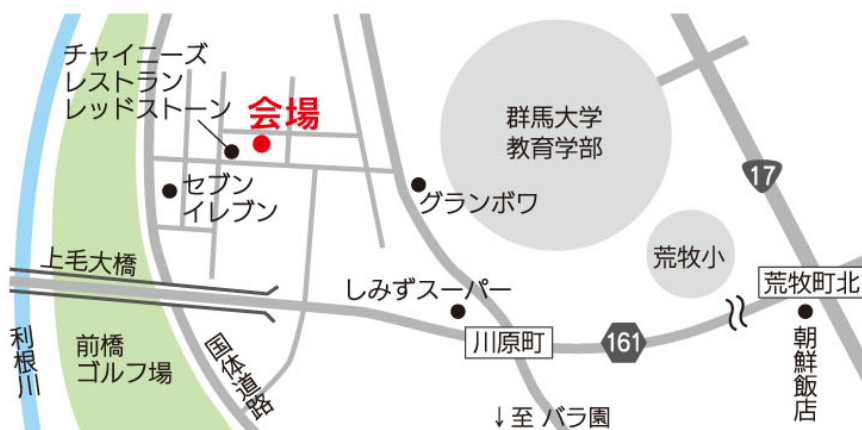 チャイニーズ
レストラン
レッドストーン
会場
群馬大学
教育学部
17
セブン
イレブン
グランボワ
上毛大橋
荒牧小
しみずスーパー
荒牧町北
利根川
前橋
ゴルフ場
国体道路
川原町
161
朝鮮飯店
↓至 バラ園